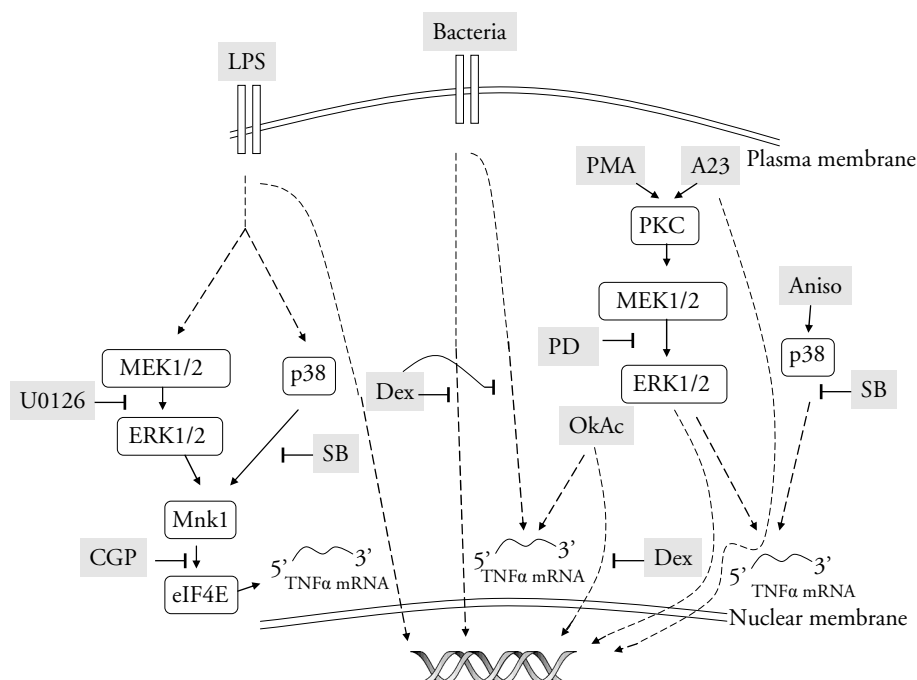 Bacteria
LPS
Plasma membrane
PMA
A23
PKC
Aniso
MEK1/2
PD
p38
MEK1/2
p38
ERK1/2
Dex
SB
U0126
ERK1/2
OkAc
SB
Mnk1
CGP
5’ 3’
TNFα mRNA
5’ 3’
TNFα mRNA
Dex
5’ 3’
TNFα mRNA
eIF4E
Nuclear membrane